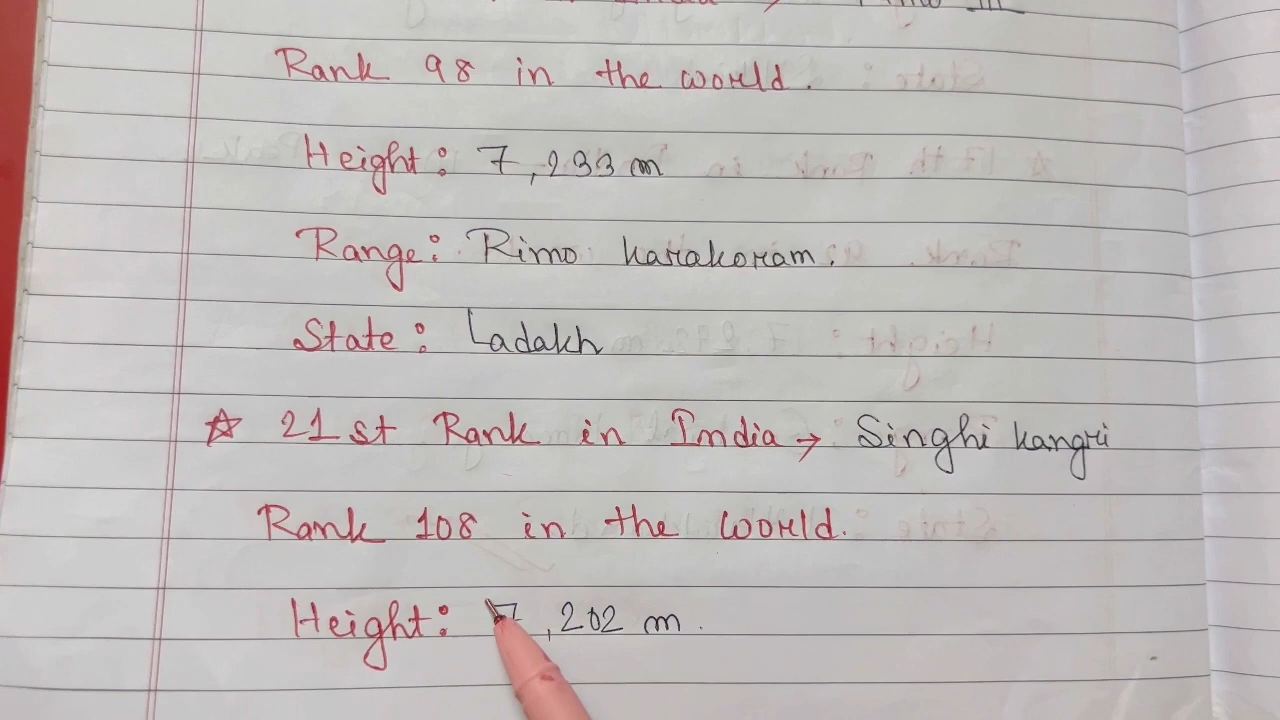 Rank 98 in the world.
Height: 7,233 m
Range: Rimo karakoram.
State: Ladakh
☆ 21st Rank in India → Singhi kangri
Rank 108 in the world.
Height: 7,202 m.